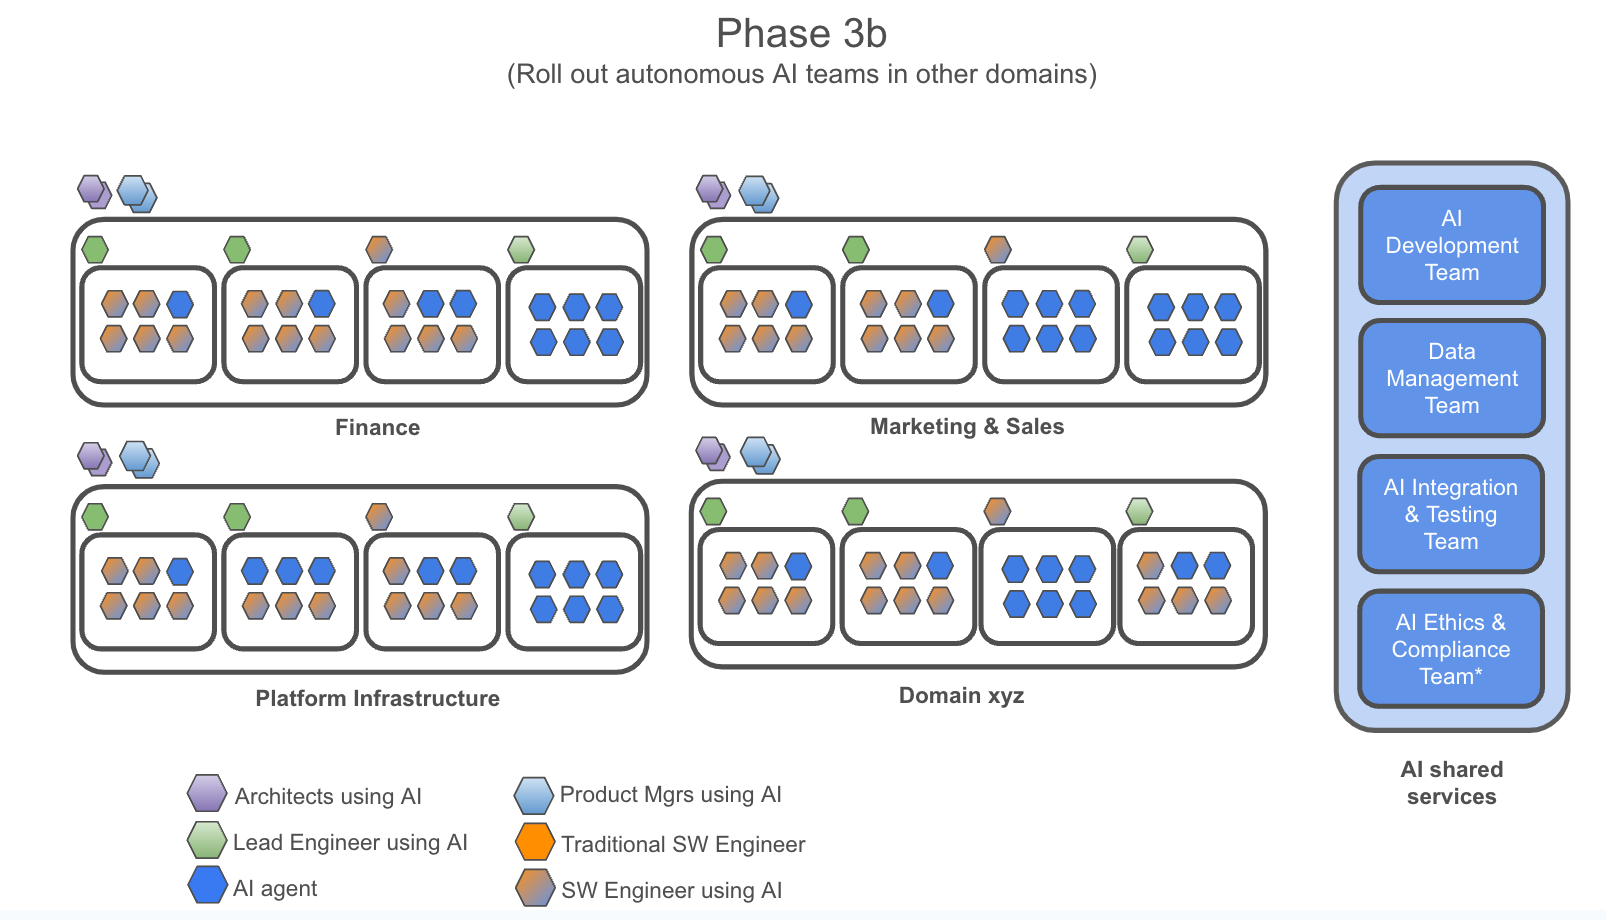 Phase 3b
(Roll out autonomous AI teams in other domains)
Finance
Marketing & Sales
Platform Infrastructure
Domain xyz
AI
Development
Team
Data
Management
Team
AI Integration
& Testing
Team
AI Ethics &
Compliance
Team*
AI shared
services
Architects using AI
Product Mgrs using AI
Lead Engineer using AI
Traditional SW Engineer
AI agent
SW Engineer using AI